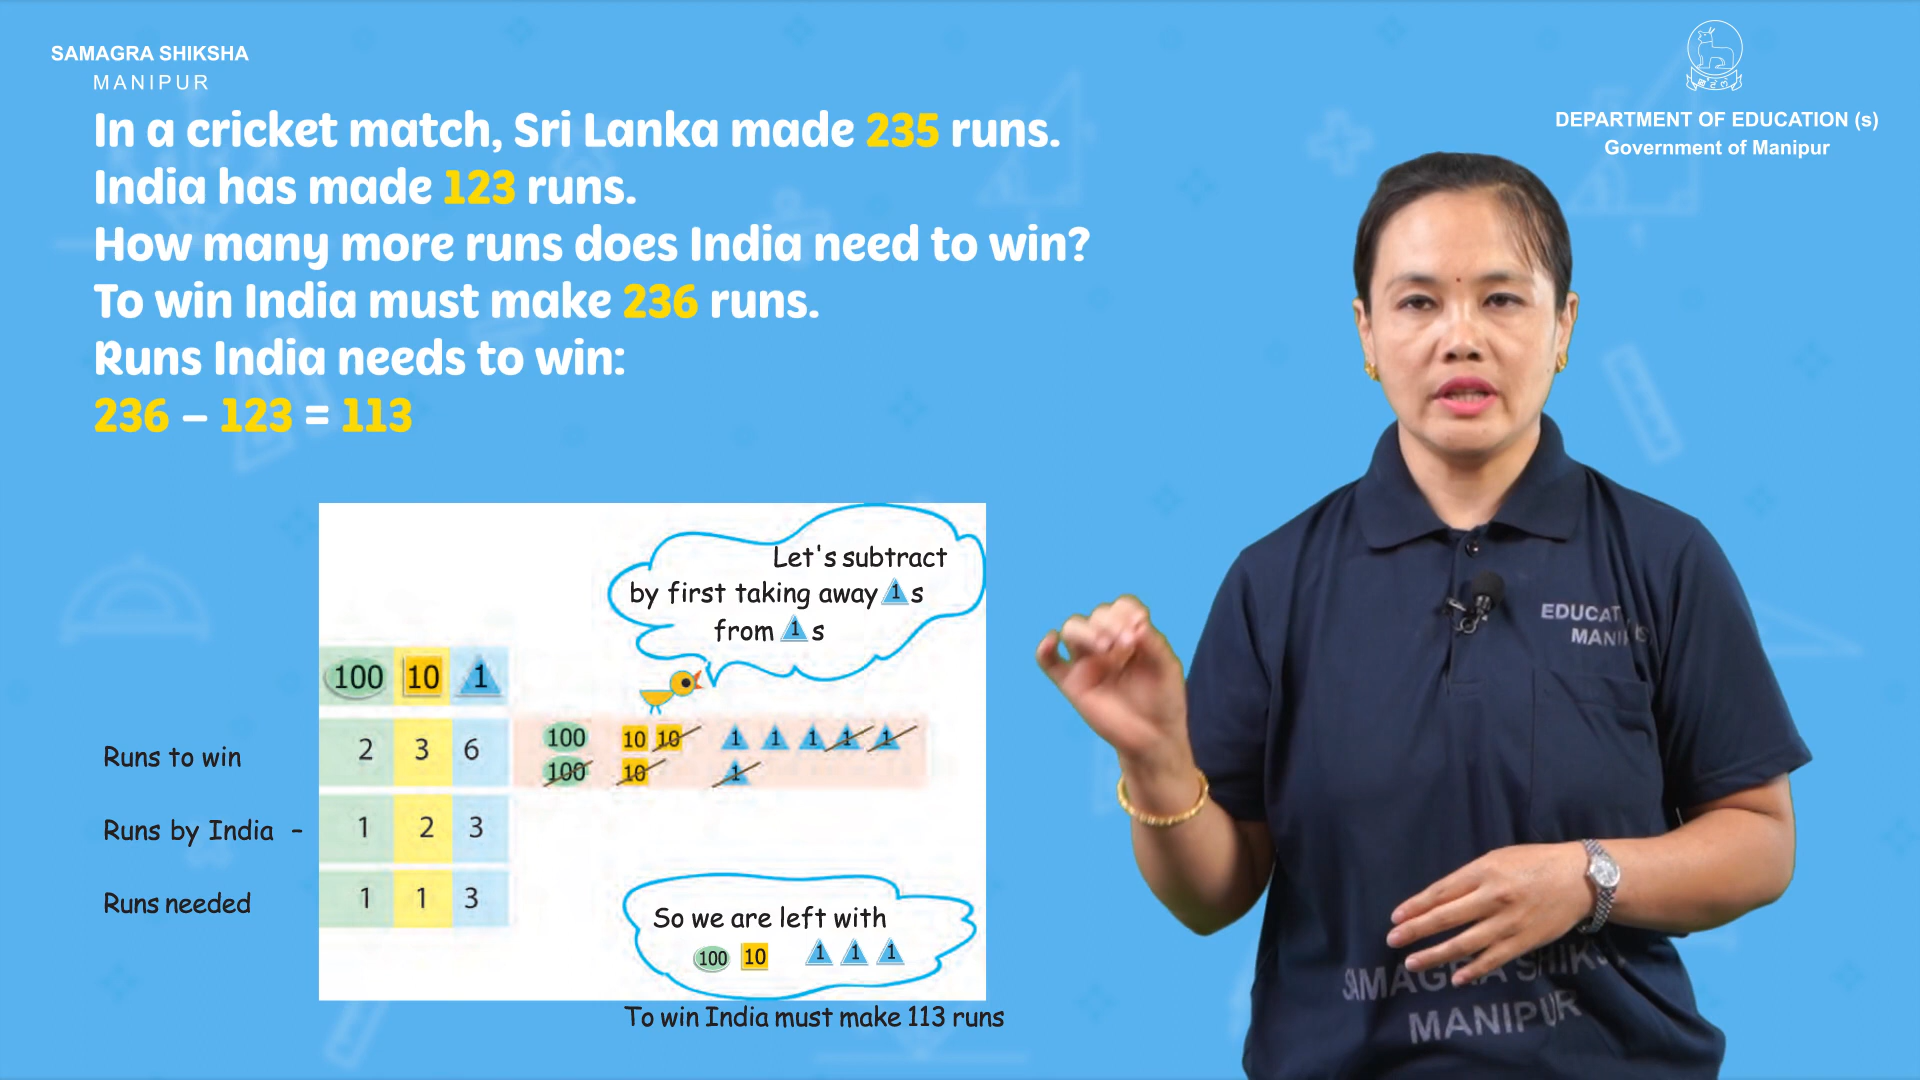 SAMAGRA SHIKSHA
MANIPUR
DEPARTMENT OF EDUCATION (s)
Government of Manipur
In a cricket match, Sri Lanka made 235 runs.
India has made 123 runs.
How many more runs does India need to win?
To win India must make 236 runs.
Runs India needs to win:
236 – 123 = 113
Let's subtract
by first taking away 1 s
from 1 s
100 10 1
Runs to win 2 3 6
100 10 10 1 1 1 1 1
100 10 1
Runs by India - 1 2 3
Runs needed 1 1 3
So we are left with
100 10 1 1 1
To win India must make 113 runs
SAMAGRA
MANIPUR